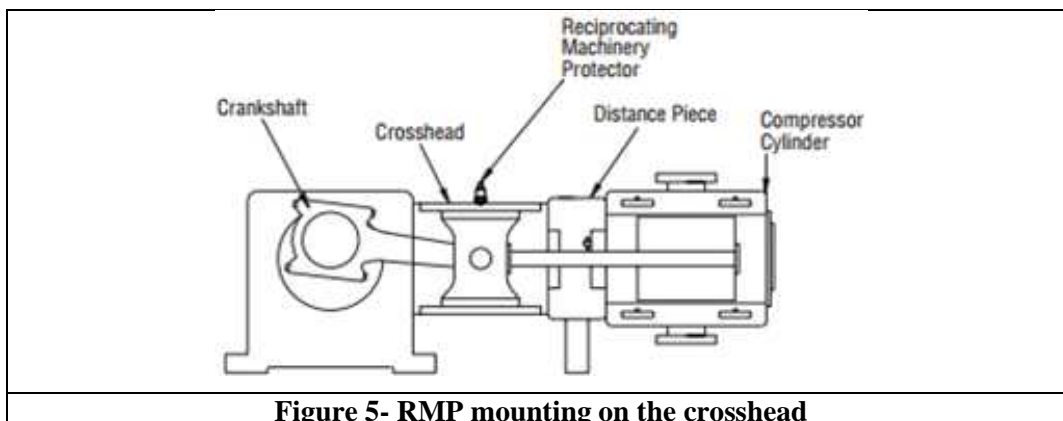 Reciprocating
Machinery
Protector
Crankshaft
Crosshead
Distance Piece
Compressor
Cylinder
Figure 5- RMP mounting on the crosshead